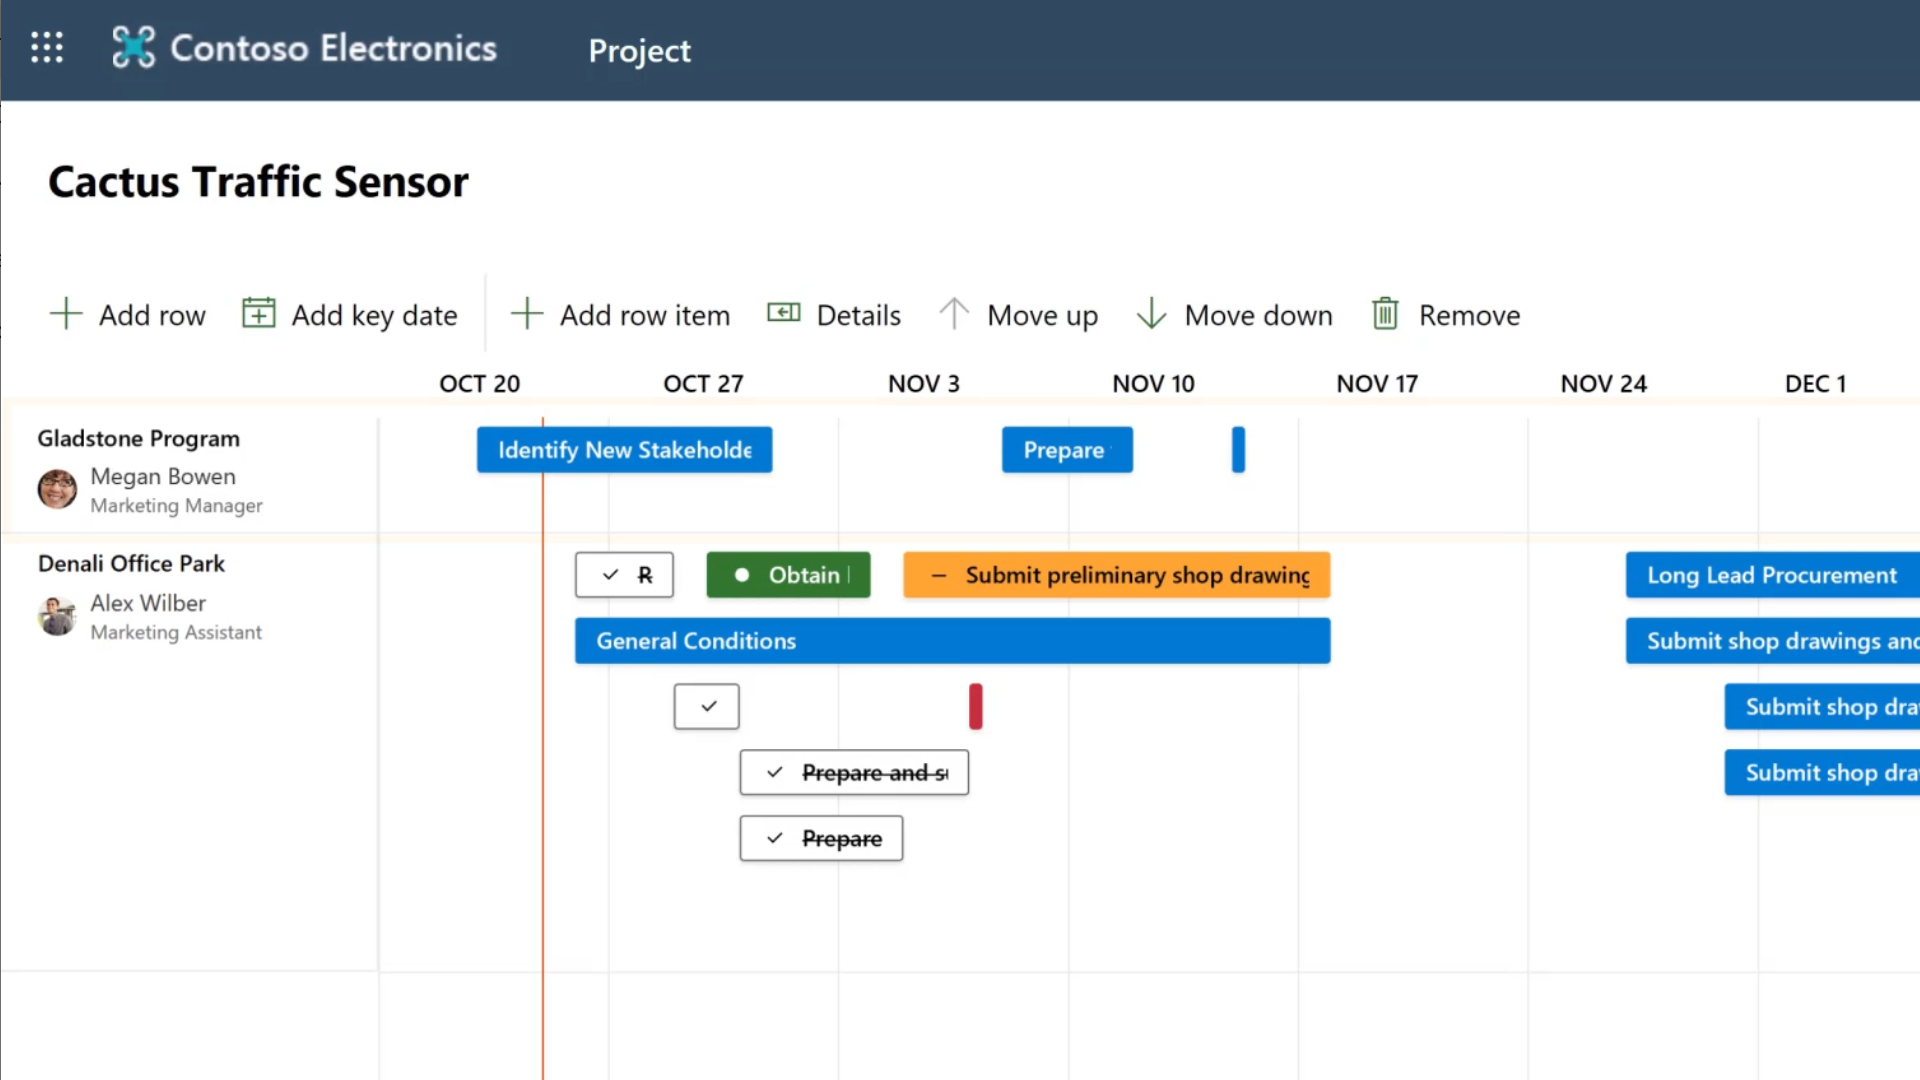 Contoso Electronics Project
Cactus Traffic Sensor
Add row Add key date Add row item Details Move up Move down Remove
OCT 20 OCT 27 NOV 3 NOV 10 NOV 17 NOV 24 DEC 1
Gladstone Program
Megan Bowen
Marketing Manager
Identify New Stakeholde
Prepare
Denali Office Park
Alex Wilber
Marketing Assistant
R Obtain Submit preliminary shop drawing Long Lead Procurement
General Conditions Submit shop drawings and
Submit shop dra
Prepare and Submit shop dra
Prepare